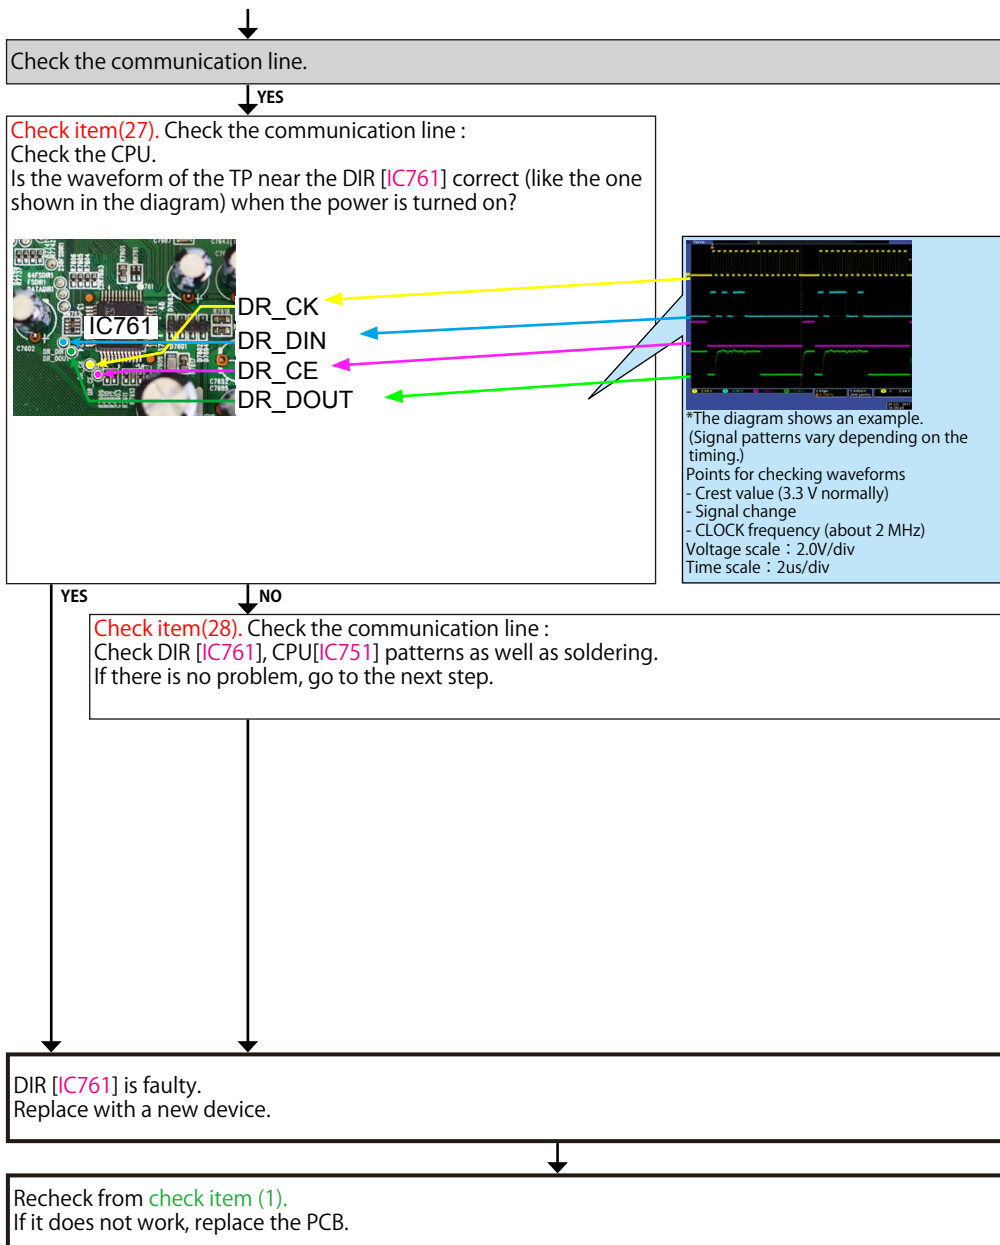 Check the communication line.
YES
Check item(27). Check the communication line :
Check the CPU.
Is the waveform of the TP near the DIR [IC761] correct (like the one
shown in the diagram) when the power is turned on?
IC761
DR_CK
DR_DIN
DR_CE
DR_DOUT
*The diagram shows an example.
(Signal patterns vary depending on the
timing.)
Points for checking waveforms
- Crest value (3.3 V normally)
- Signal change
- CLOCK frequency (about 2 MHz)
Voltage scale：2.0V/div
Time scale：2us/div
YES
NO
Check item(28). Check the communication line :
Check DIR [IC761], CPU[IC751] patterns as well as soldering.
If there is no problem, go to the next step.
DIR [IC761] is faulty.
Replace with a new device.
Recheck from check item (1).
If it does not work, replace the PCB.